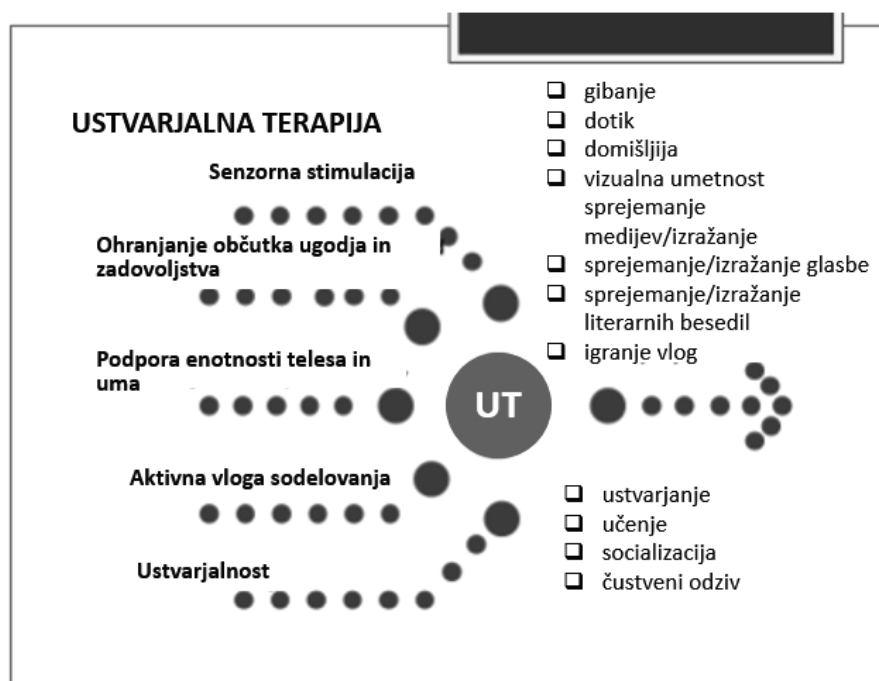 USTVARJALNA TERAPIJA
Senzorna stimulacija
Ohranjanje občutka ugodja in
zadovoljstva
Podpora enotnosti telesa in
uma
Aktivna vloga sodelovanja
Ustvarjalnost
UT
❑ gibanje
❑ dotik
❑ domišljija
❑ vizualna umetnost
sprejemanje
medijev/izražanje
❑ sprejemanje/izražanje glasbe
❑ sprejemanje/izražanje
literarnih besedil
❑ igranje vlog
❑ ustvarjanje
❑ učenje
❑ socializacija
❑ čustveni odziv